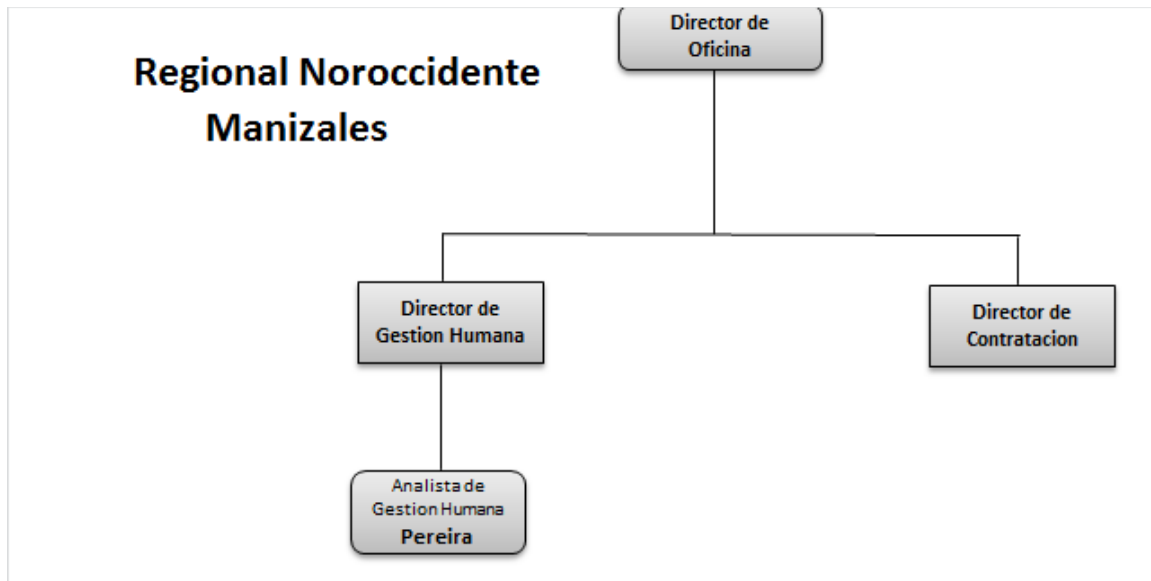 Director de
Oficina
Regional Noroccidente
Manizales
Director de
Gestion Humana
Director de
Contratacion
Analista de
Gestion Humana
Pereira